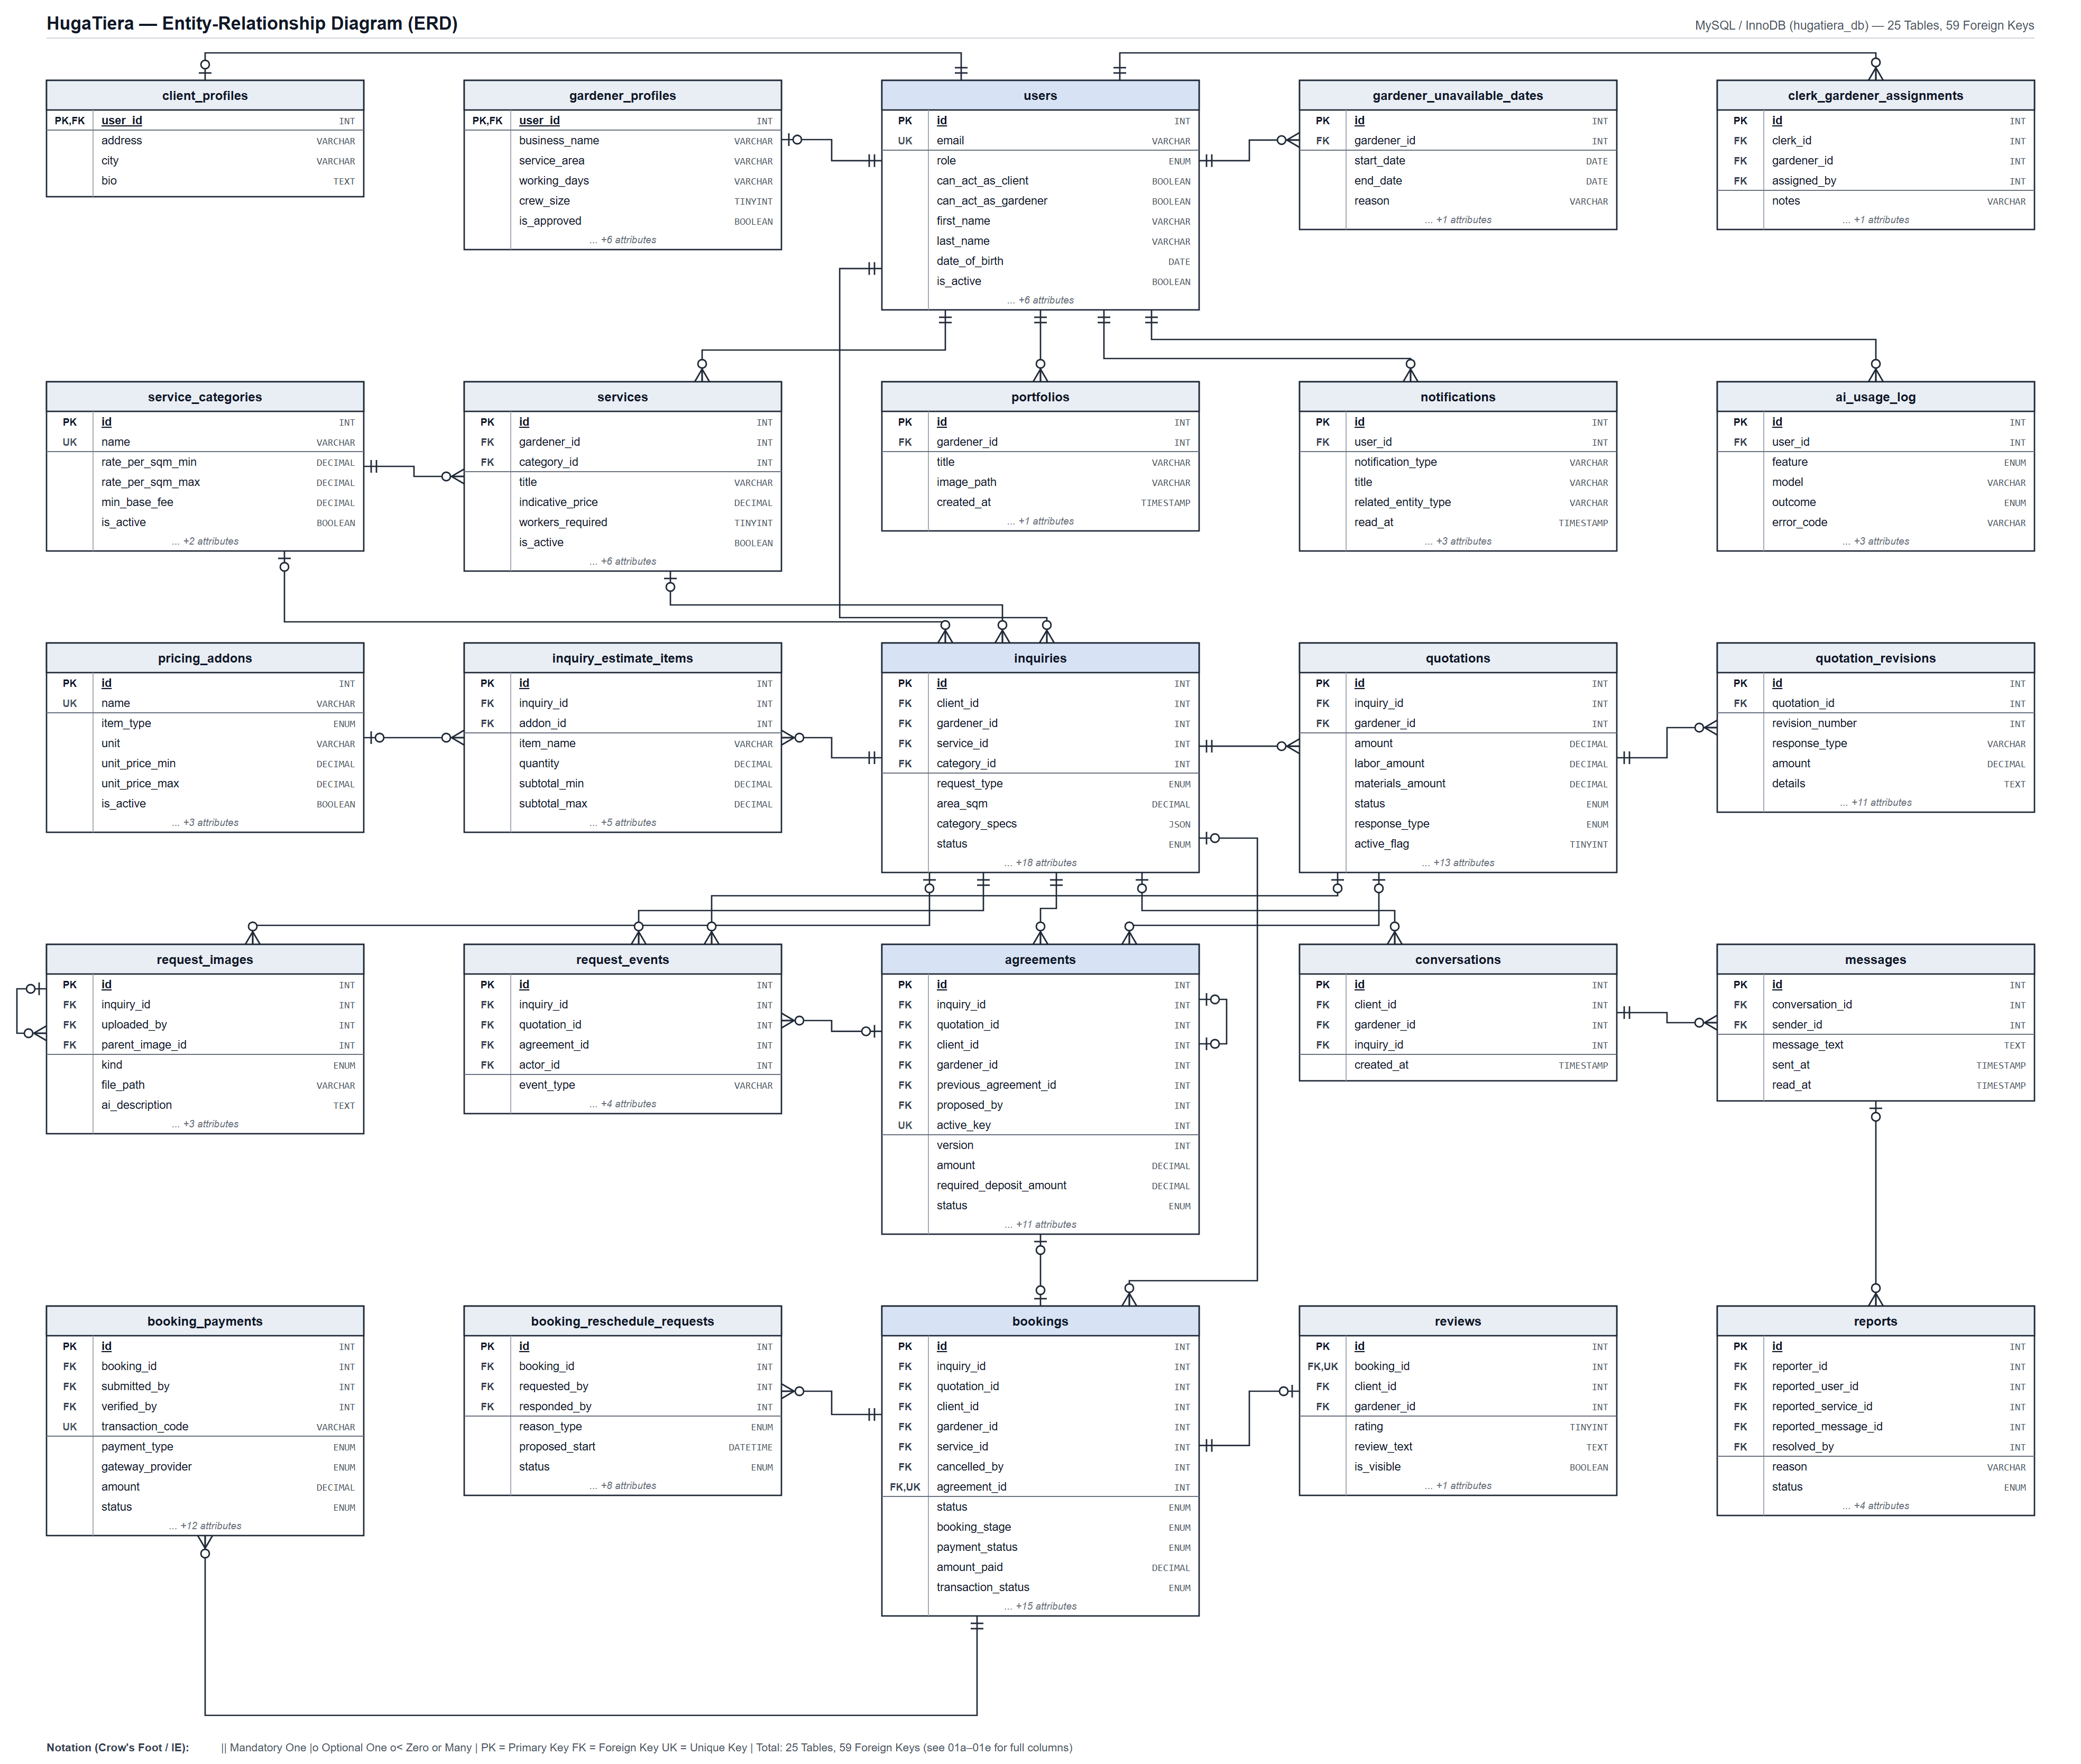 HugaTiera — Entity-Relationship Diagram (ERD)
MySQL / InnoDB (hugatiera_db) — 25 Tables, 59 Foreign Keys
client_profiles
PK,FK user_id INT
address VARCHAR
city VARCHAR
bio TEXT
gardener_profiles
PK,FK user_id INT
business_name VARCHAR
service_area VARCHAR
working_days VARCHAR
crew_size TINYINT
is_approved BOOLEAN
... +6 attributes
users
PK id INT
UK email VARCHAR
role ENUM
can_act_as_client BOOLEAN
can_act_as_gardener BOOLEAN
first_name VARCHAR
last_name VARCHAR
date_of_birth DATE
is_active BOOLEAN
... +6 attributes
gardener_unavailable_dates
PK id INT
FK gardener_id INT
start_date DATE
end_date DATE
reason VARCHAR
... +1 attributes
clerk_gardener_assignments
PK id INT
FK clerk_id INT
FK gardener_id INT
FK assigned_by INT
notes VARCHAR
... +1 attributes
service_categories
PK id INT
UK name VARCHAR
rate_per_sqm_min DECIMAL
rate_per_sqm_max DECIMAL
min_base_fee DECIMAL
is_active BOOLEAN
... +2 attributes
services
PK id INT
FK gardener_id INT
FK category_id INT
title VARCHAR
indicative_price DECIMAL
workers_required TINYINT
is_active BOOLEAN
... +6 attributes
portfolios
PK id INT
FK gardener_id INT
title VARCHAR
image_path VARCHAR
created_at TIMESTAMP
... +1 attributes
notifications
PK id INT
FK user_id INT
notification_type VARCHAR
title VARCHAR
related_entity_type VARCHAR
read_at TIMESTAMP
... +3 attributes
ai_usage_log
PK id INT
FK user_id INT
feature ENUM
model VARCHAR
outcome ENUM
error_code VARCHAR
... +3 attributes
pricing_addons
PK id INT
UK name VARCHAR
item_type ENUM
unit VARCHAR
unit_price_min DECIMAL
unit_price_max DECIMAL
is_active BOOLEAN
... +3 attributes
inquiry_estimate_items
PK id INT
FK inquiry_id INT
FK addon_id INT
item_name VARCHAR
quantity DECIMAL
subtotal_min DECIMAL
subtotal_max DECIMAL
... +5 attributes
inquiries
PK id INT
FK client_id INT
FK gardener_id INT
FK service_id INT
FK category_id INT
request_type ENUM
area_sqm DECIMAL
category_specs JSON
status ENUM
... +18 attributes
quotations
PK id INT
FK inquiry_id INT
FK gardener_id INT
amount DECIMAL
labor_amount DECIMAL
materials_amount DECIMAL
status ENUM
response_type ENUM
active_flag TINYINT
... +13 attributes
quotation_revisions
PK id INT
FK quotation_id INT
revision_number INT
response_type VARCHAR
amount DECIMAL
details TEXT
... +11 attributes
request_images
PK id INT
FK inquiry_id INT
FK uploaded_by INT
FK parent_image_id INT
kind ENUM
file_path VARCHAR
ai_description TEXT
... +3 attributes
request_events
PK id INT
FK inquiry_id INT
FK quotation_id INT
FK agreement_id INT
FK actor_id INT
event_type VARCHAR
... +4 attributes
agreements
PK id INT
FK inquiry_id INT
FK quotation_id INT
FK client_id INT
FK gardener_id INT
FK previous_agreement_id INT
FK proposed_by INT
UK active_key INT
version INT
amount DECIMAL
required_deposit_amount DECIMAL
status ENUM
... +11 attributes
conversations
PK id INT
FK client_id INT
FK gardener_id INT
FK inquiry_id INT
created_at TIMESTAMP
messages
PK id INT
FK conversation_id INT
FK sender_id INT
message_text TEXT
sent_at TIMESTAMP
read_at TIMESTAMP
booking_payments
PK id INT
FK booking_id INT
FK submitted_by INT
FK verified_by INT
UK transaction_code VARCHAR
payment_type ENUM
gateway_provider ENUM
amount DECIMAL
status ENUM
... +12 attributes
booking_reschedule_requests
PK id INT
FK booking_id INT
FK requested_by INT
FK responded_by INT
reason_type ENUM
proposed_start DATETIME
status ENUM
... +8 attributes
bookings
PK id INT
FK inquiry_id INT
FK quotation_id INT
FK client_id INT
FK gardener_id INT
FK service_id INT
FK cancelled_by INT
FK,UK agreement_id INT
status ENUM
booking_stage ENUM
payment_status ENUM
amount_paid DECIMAL
transaction_status ENUM
... +15 attributes
reviews
PK id INT
FK,UK booking_id INT
FK client_id INT
FK gardener_id INT
rating TINYINT
review_text TEXT
is_visible BOOLEAN
... +1 attributes
reports
PK id INT
FK reporter_id INT
FK reported_user_id INT
FK reported_service_id INT
FK reported_message_id INT
FK resolved_by INT
reason VARCHAR
status ENUM
... +4 attributes
Notation (Crow's Foot / IE): || Mandatory One |o Optional One o< Zero or Many | PK = Primary Key FK = Foreign Key UK = Unique Key | Total: 25 Tables, 59 Foreign Keys (see 01a–01e for full columns)